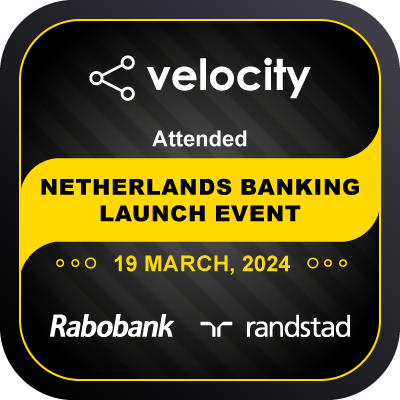 velocity
Attended
NETHERLANDS BANKING
LAUNCH EVENT
19 MARCH, 2024
Rabobank randstad